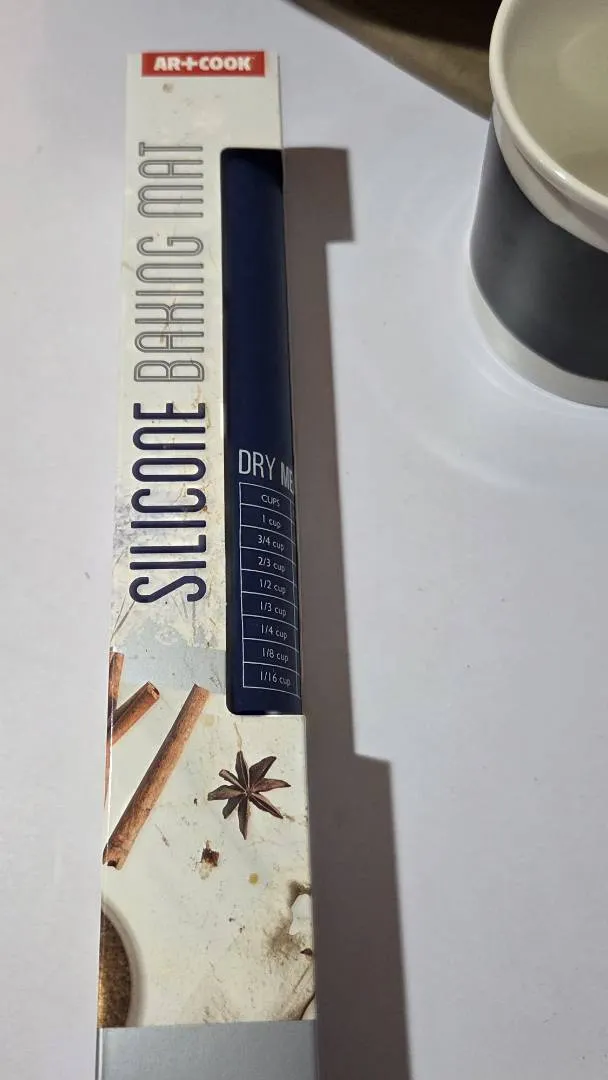 AR+COOK
SILICONE BAKING MAT
DRY
CUPS
1 cup
3/4 cup
2/3 cup
1/2 cup
1/3 cup
1/4 cup
1/8 cup
1/16 cup